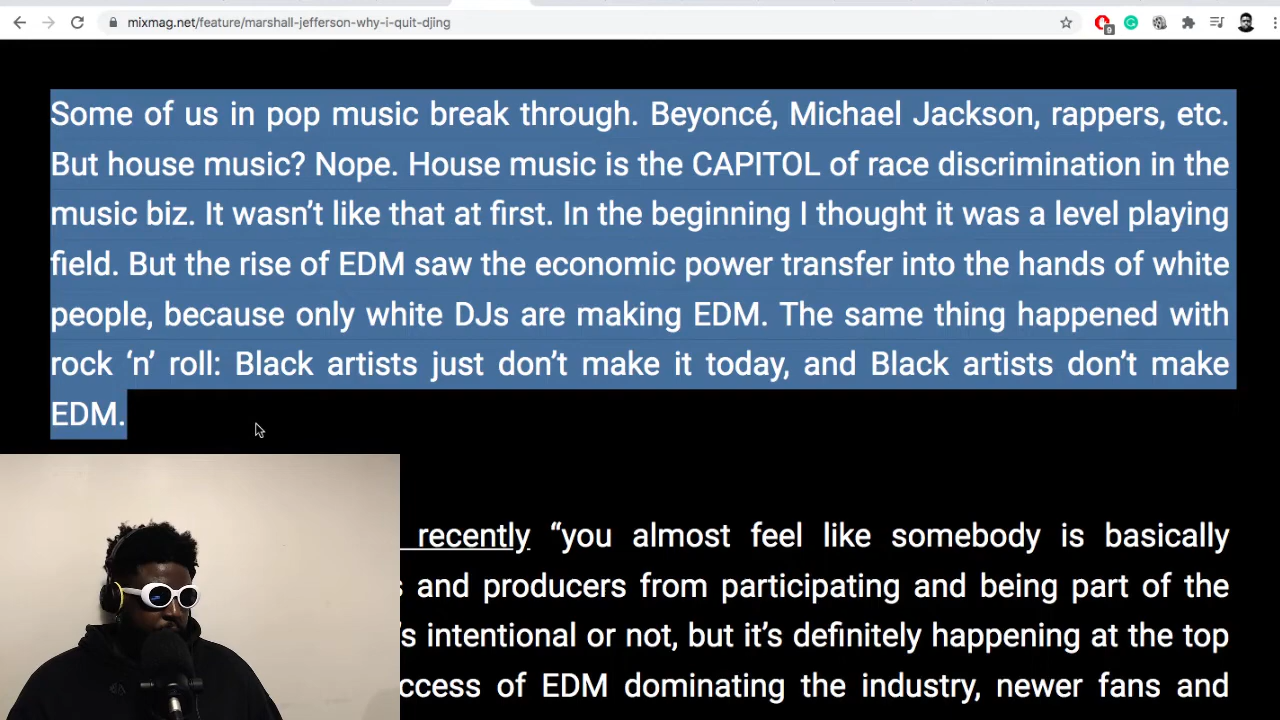 mixmag.net/feature/marshall-jefferson-why-i-quit-djing
9
Some of us in pop music break through. Beyoncé, Michael Jackson, rappers, etc.
But house music? Nope. House music is the CAPITOL of race discrimination in the
music biz. It wasn’t like that at first. In the beginning I thought it was a level playing
field. But the rise of EDM saw the economic power transfer into the hands of white
people, because only white DJs are making EDM. The same thing happened with
rock ‘n’ roll: Black artists just don’t make it today, and Black artists don’t make
EDM.
recently “you almost feel like somebody is basically
and producers from participating and being part of the
intentional or not, but it’s definitely happening at the top
of EDM dominating the industry, newer fans and